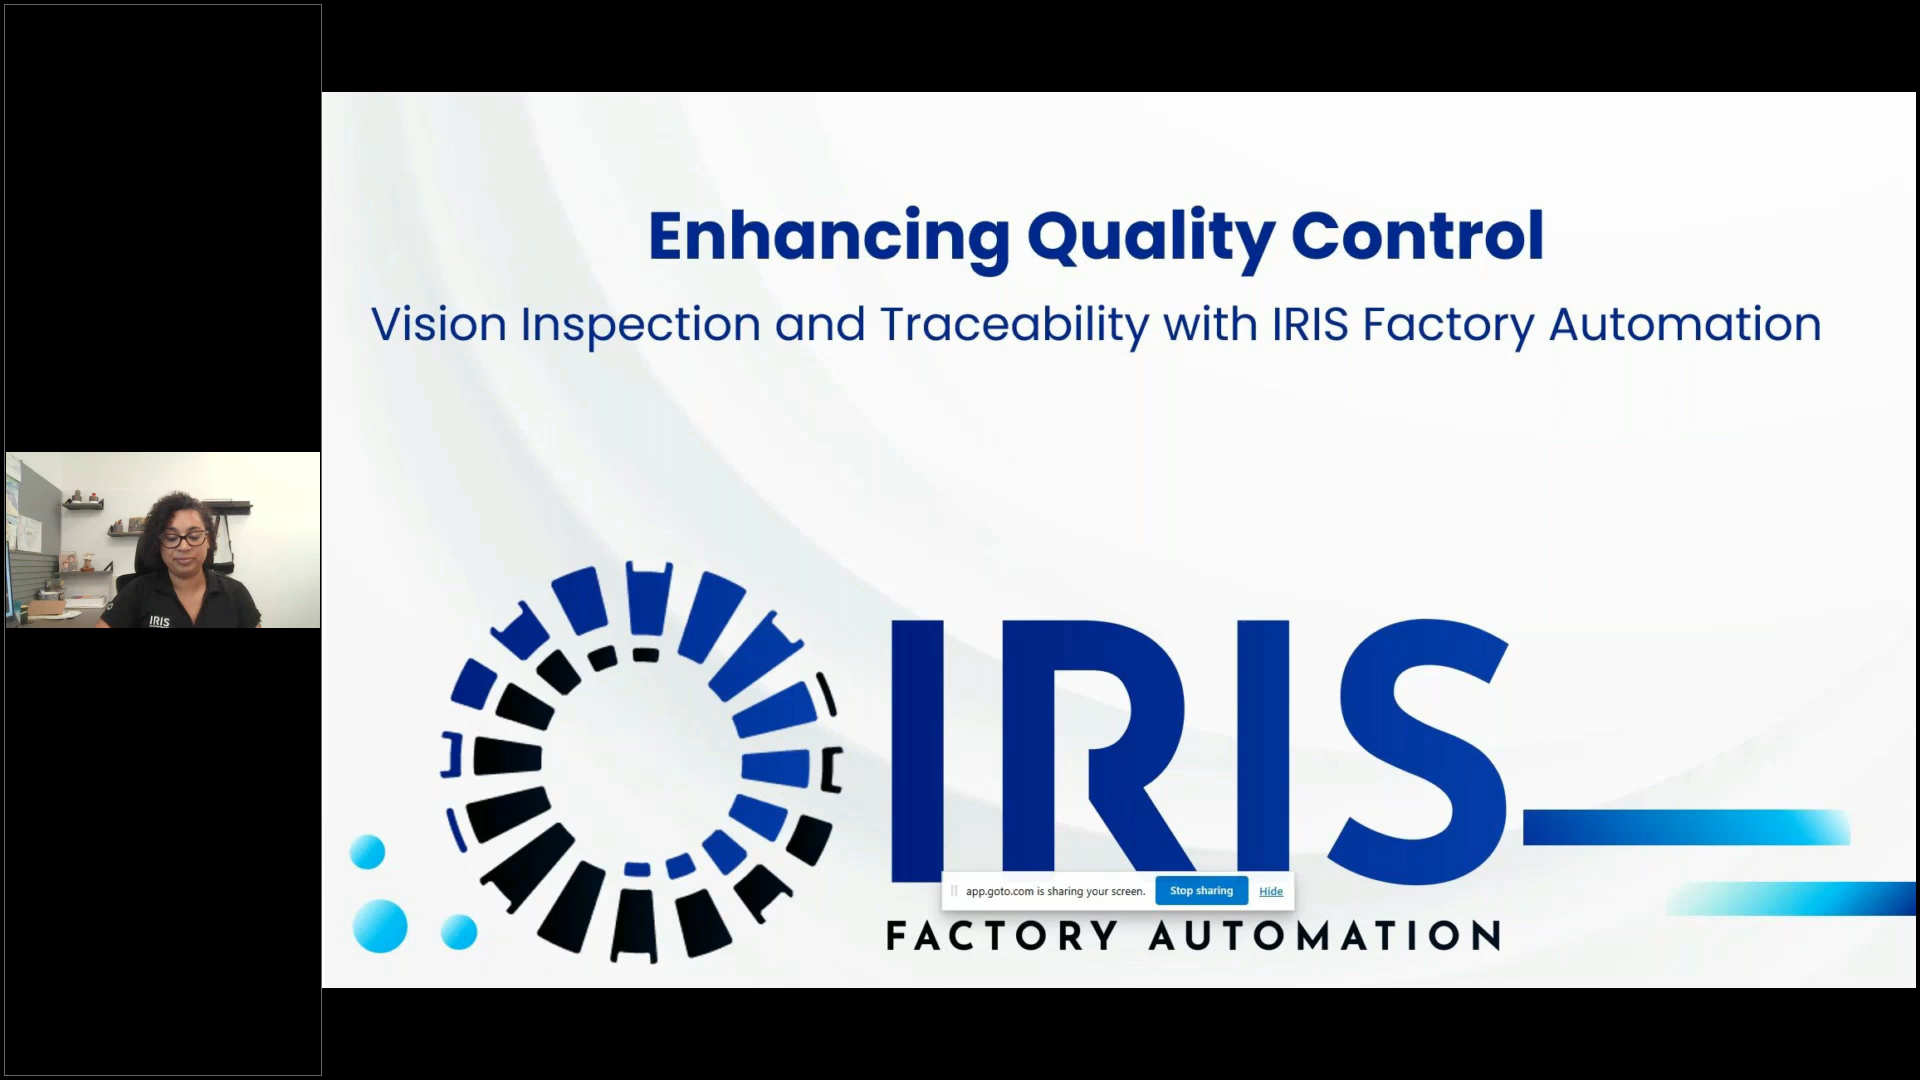 Enhancing Quality Control
Vision Inspection and Traceability with IRIS Factory Automation
IRIS
IRIS
app.goto.com is sharing your screen. Stop sharing Hide
FACTORY AUTOMATION